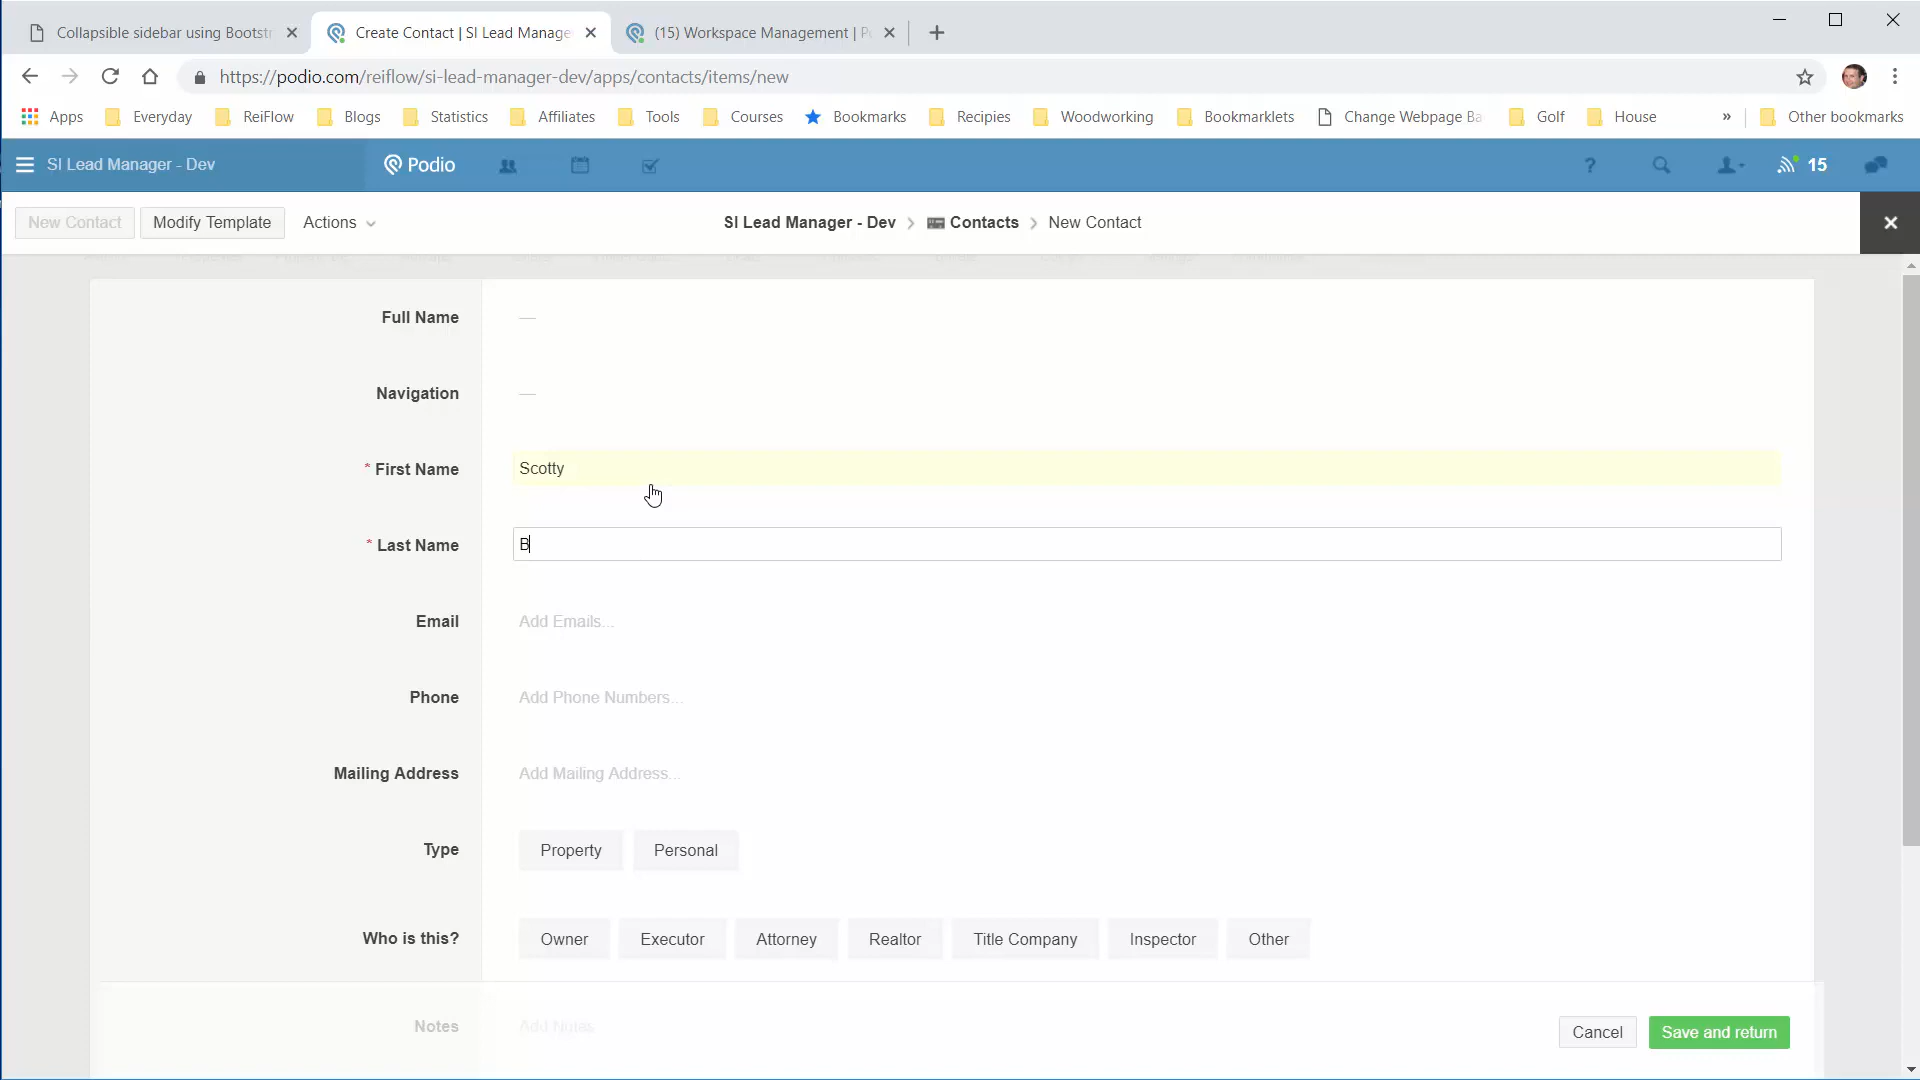 Collapsible sidebar using Bootstr
Create Contact | SI Lead Manage
(15) Workspace Management | P
https://podio.com/reiflow/si-lead-manager-dev/apps/contacts/items/new
Apps Everyday ReiFlow Blogs Statistics Affiliates Tools Courses Bookmarks Recipies Woodworking Bookmarklets Change Webpage Ba Golf House » Other bookmarks
SI Lead Manager - Dev Podio ? 15
New Contact Modify Template Actions SI Lead Manager - Dev Contacts New Contact
Full Name —
Navigation —
* First Name Scotty
* Last Name B
Email Add Emails...
Phone Add Phone Numbers...
Mailing Address Add Mailing Address...
Type Property Personal
Who is this? Owner Executor Attorney Realtor Title Company Inspector Other
Notes Add Notes
Cancel Save and return